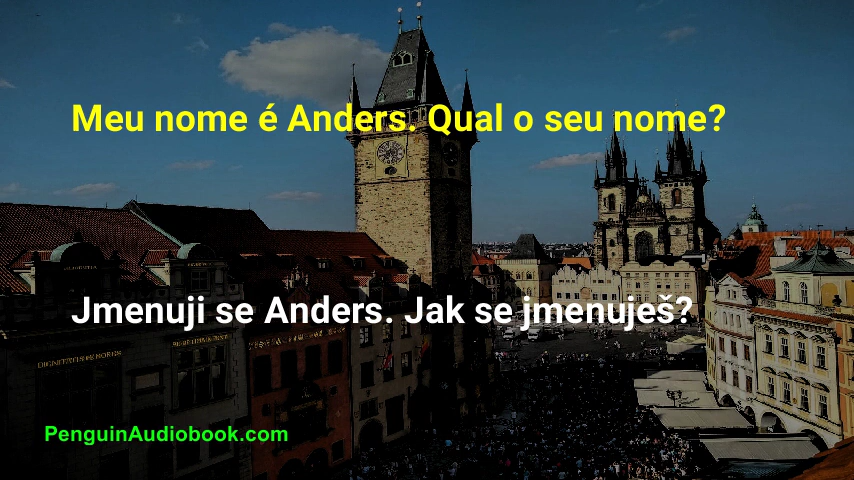 Meu nome é Anders. Qual o seu nome?
Jmenuji se Anders. Jak se jmenuješ?
PenguinAudiobook.com